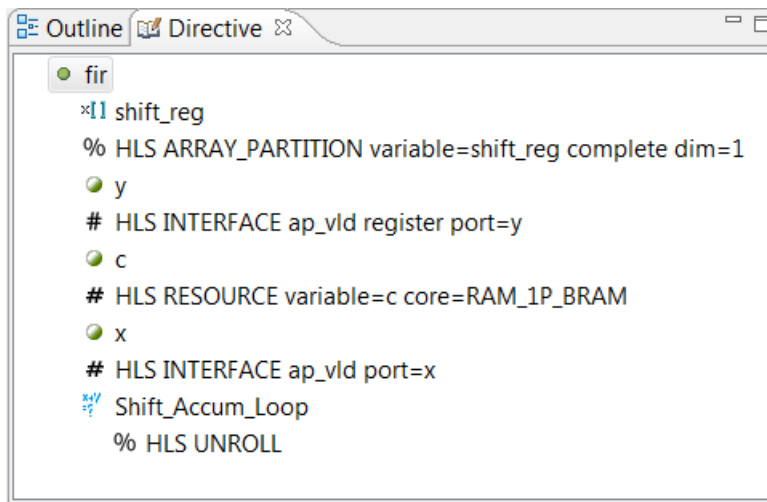 Outline Directive
fir
x[] shift_reg
% HLS ARRAY_PARTITION variable=shift_reg complete dim=1
y
# HLS INTERFACE ap_vld register port=y
c
# HLS RESOURCE variable=c core=RAM_1P_BRAM
x
# HLS INTERFACE ap_vld port=x
Shift_Accum_Loop
% HLS UNROLL